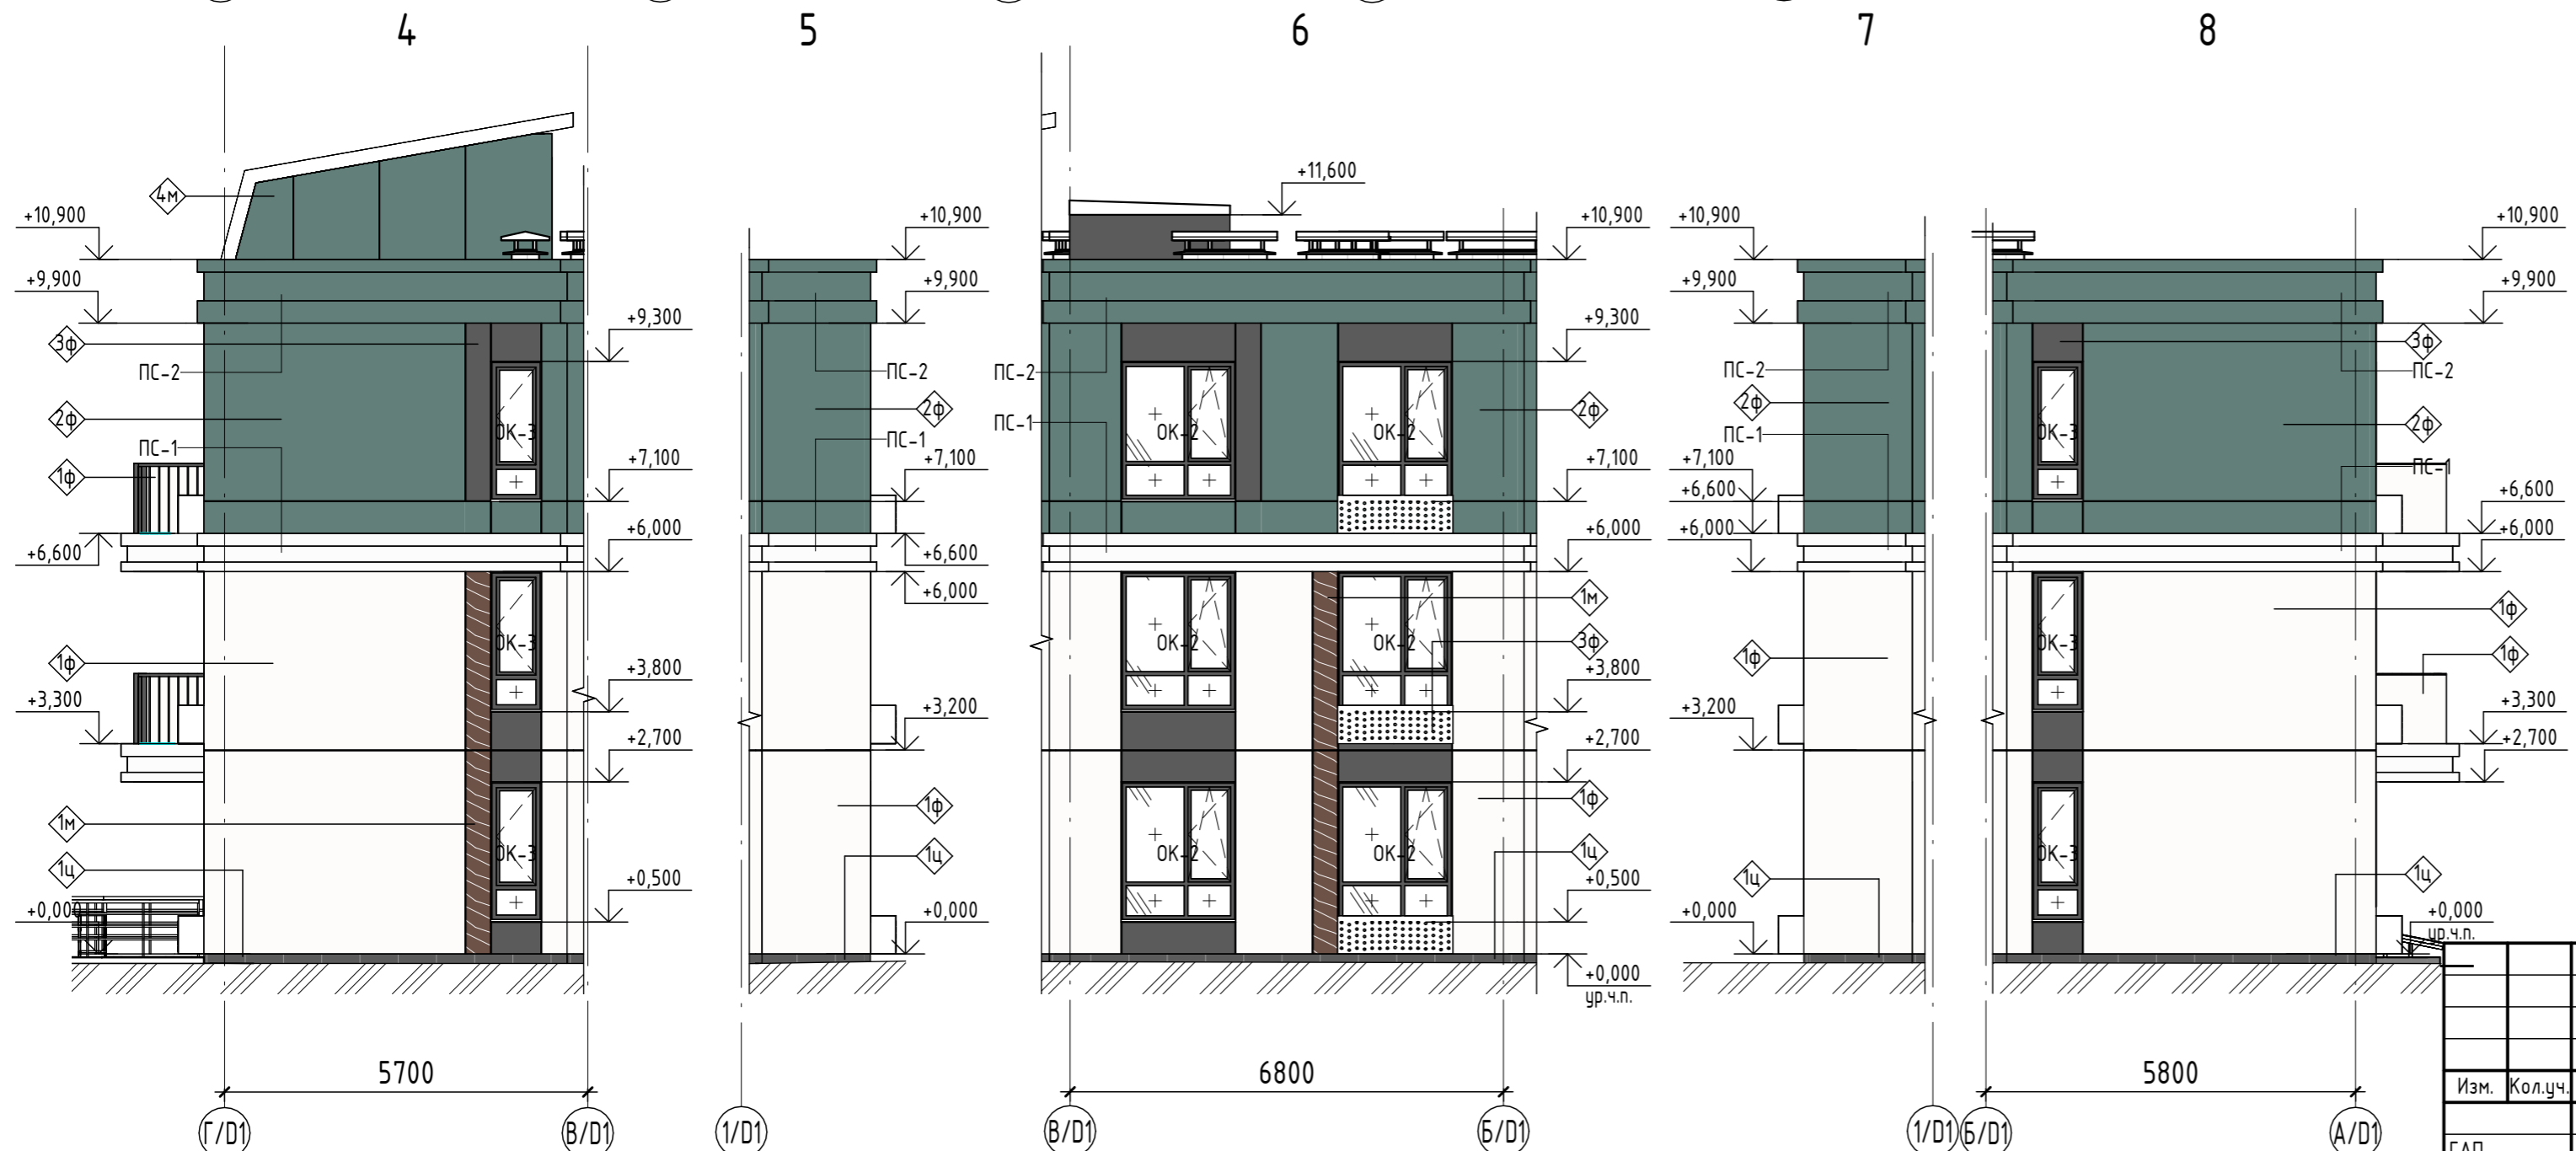 4 5 6 7 8
4м
+10,900
+9,900
3ф
ПС-2
2ф
ПС-1
1ф
+6,600
1ф
+3,300
1м
1ц
+0,000
ОК-3
ОК-3
ОК-3
+9,300
+7,100
+6,000
+3,800
+2,700
+0,500
5700
Г/D1 В/D1
+10,900
+9,900
ПС-2
2ф
ПС-1
+7,100
+6,600
+6,000
+3,200
1ф
1ц
+0,000
1/D1
+11,600
ПС-2
ПС-1
ОК-2 ОК-2
ОК-2 ОК-2
ОК-2 ОК-2
+10,900
+9,300
2ф
+7,100
+6,000
1м
3ф
+3,800
+2,700
1ф
1ц
+0,500
+0,000
ур.ч.п.
6800
В/D1 Б/D1
+10,900
+9,900
ПС-2
2ф
ПС-1
+7,100
+6,600
+6,000
1ф
+3,200
1ц
+0,000
1/D1
ОК-3
ОК-3
ОК-3
+10,900
+9,900
3ф
ПС-2
2ф
ПС-1
+6,600
+6,000
1ф
1ф
+3,300
+2,700
1ц
+0,000
ур.ч.п.
5800
Б/D1 А/D1
Изм. Кол.уч.